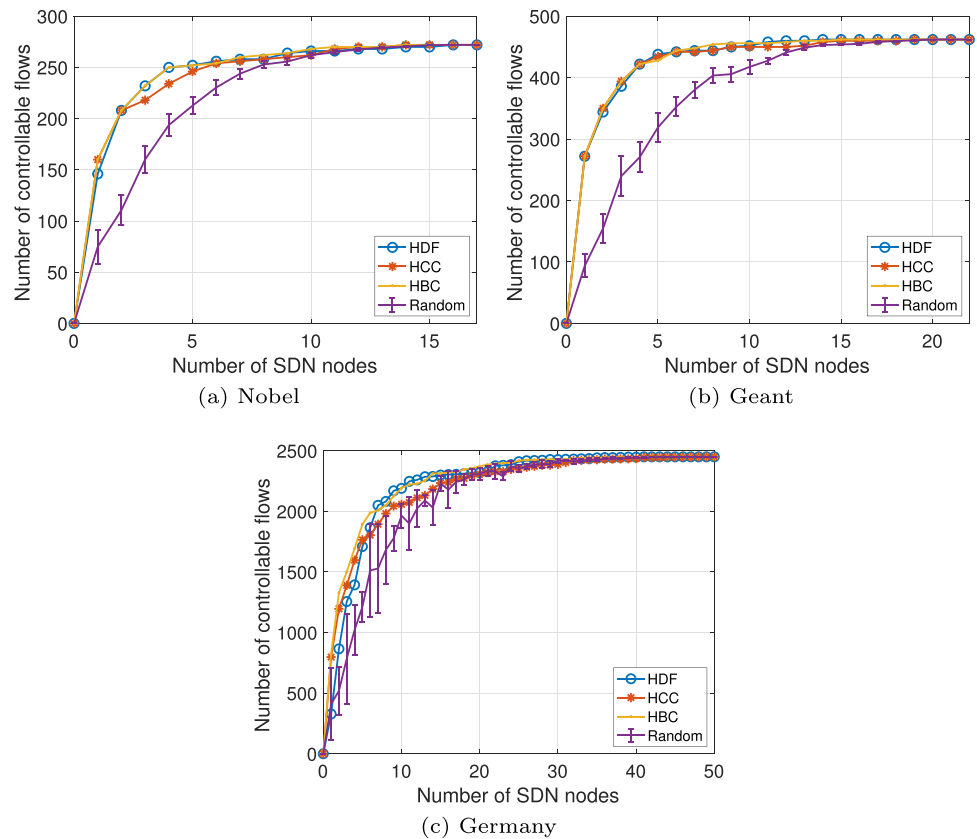 Number of controllable flows
300
250
200
150
100
50
0
0 5 10 15
HDF
HCC
HBC
Random
Number of SDN nodes
(a) Nobel
Number of controllable flows
500
400
300
200
100
0
0 5 10 15 20
HDF
HCC
HBC
Random
Number of SDN nodes
(b) Geant
Number of controllable flows
2500
2000
1500
1000
500
0
0 10 20 30 40 50
HDF
HCC
HBC
Random
Number of SDN nodes
(c) Germany